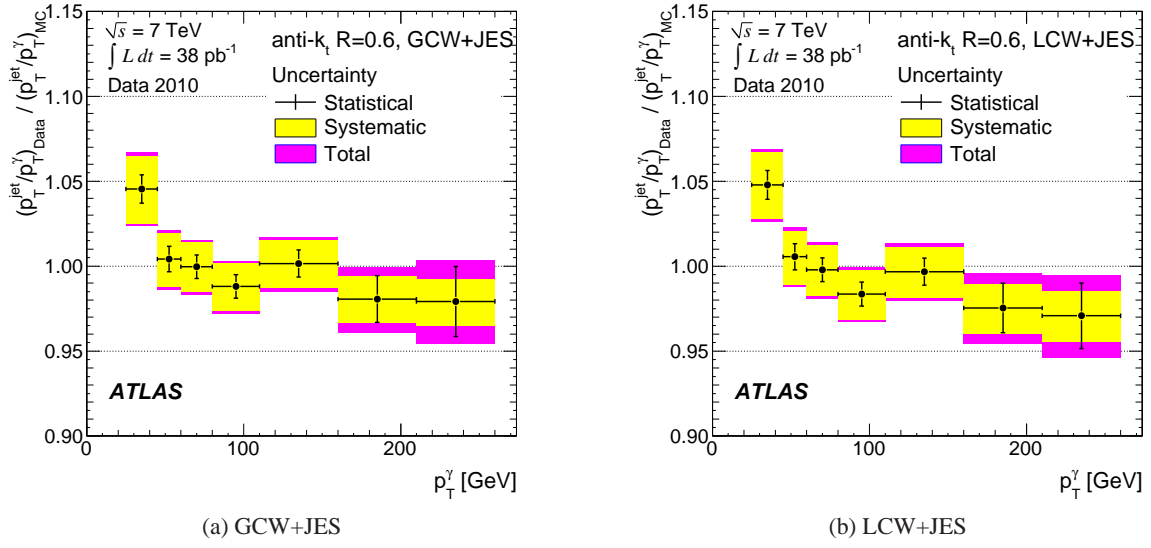 (p_T^jet/p_T^γ)_Data / (p_T^jet/p_T^γ)_MC
1.15
1.10
1.05
1.00
0.95
0.90
√s = 7 TeV
∫ L dt = 38 pb⁻¹
Data 2010
anti-k_t R=0.6, GCW+JES
Uncertainty
Statistical
Systematic
Total
ATLAS
0 100 200
p_T^γ [GeV]
(a) GCW+JES
(p_T^jet/p_T^γ)_Data / (p_T^jet/p_T^γ)_MC
1.15
1.10
1.05
1.00
0.95
0.90
√s = 7 TeV
∫ L dt = 38 pb⁻¹
Data 2010
anti-k_t R=0.6, LCW+JES
Uncertainty
Statistical
Systematic
Total
ATLAS
0 100 200
p_T^γ [GeV]
(b) LCW+JES